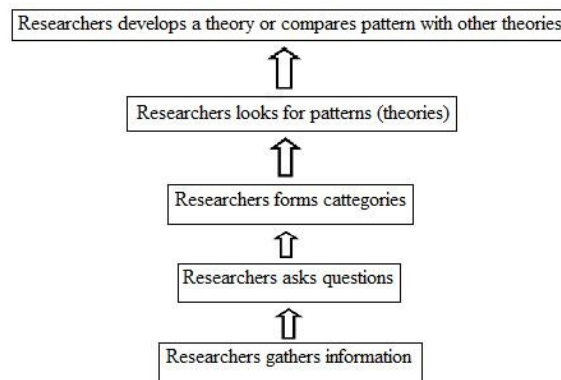 Researchers develops a theory or compares pattern with other theories
Researchers looks for patterns (theories)
Researchers forms cattegories
Researchers asks questions
Researchers gathers information